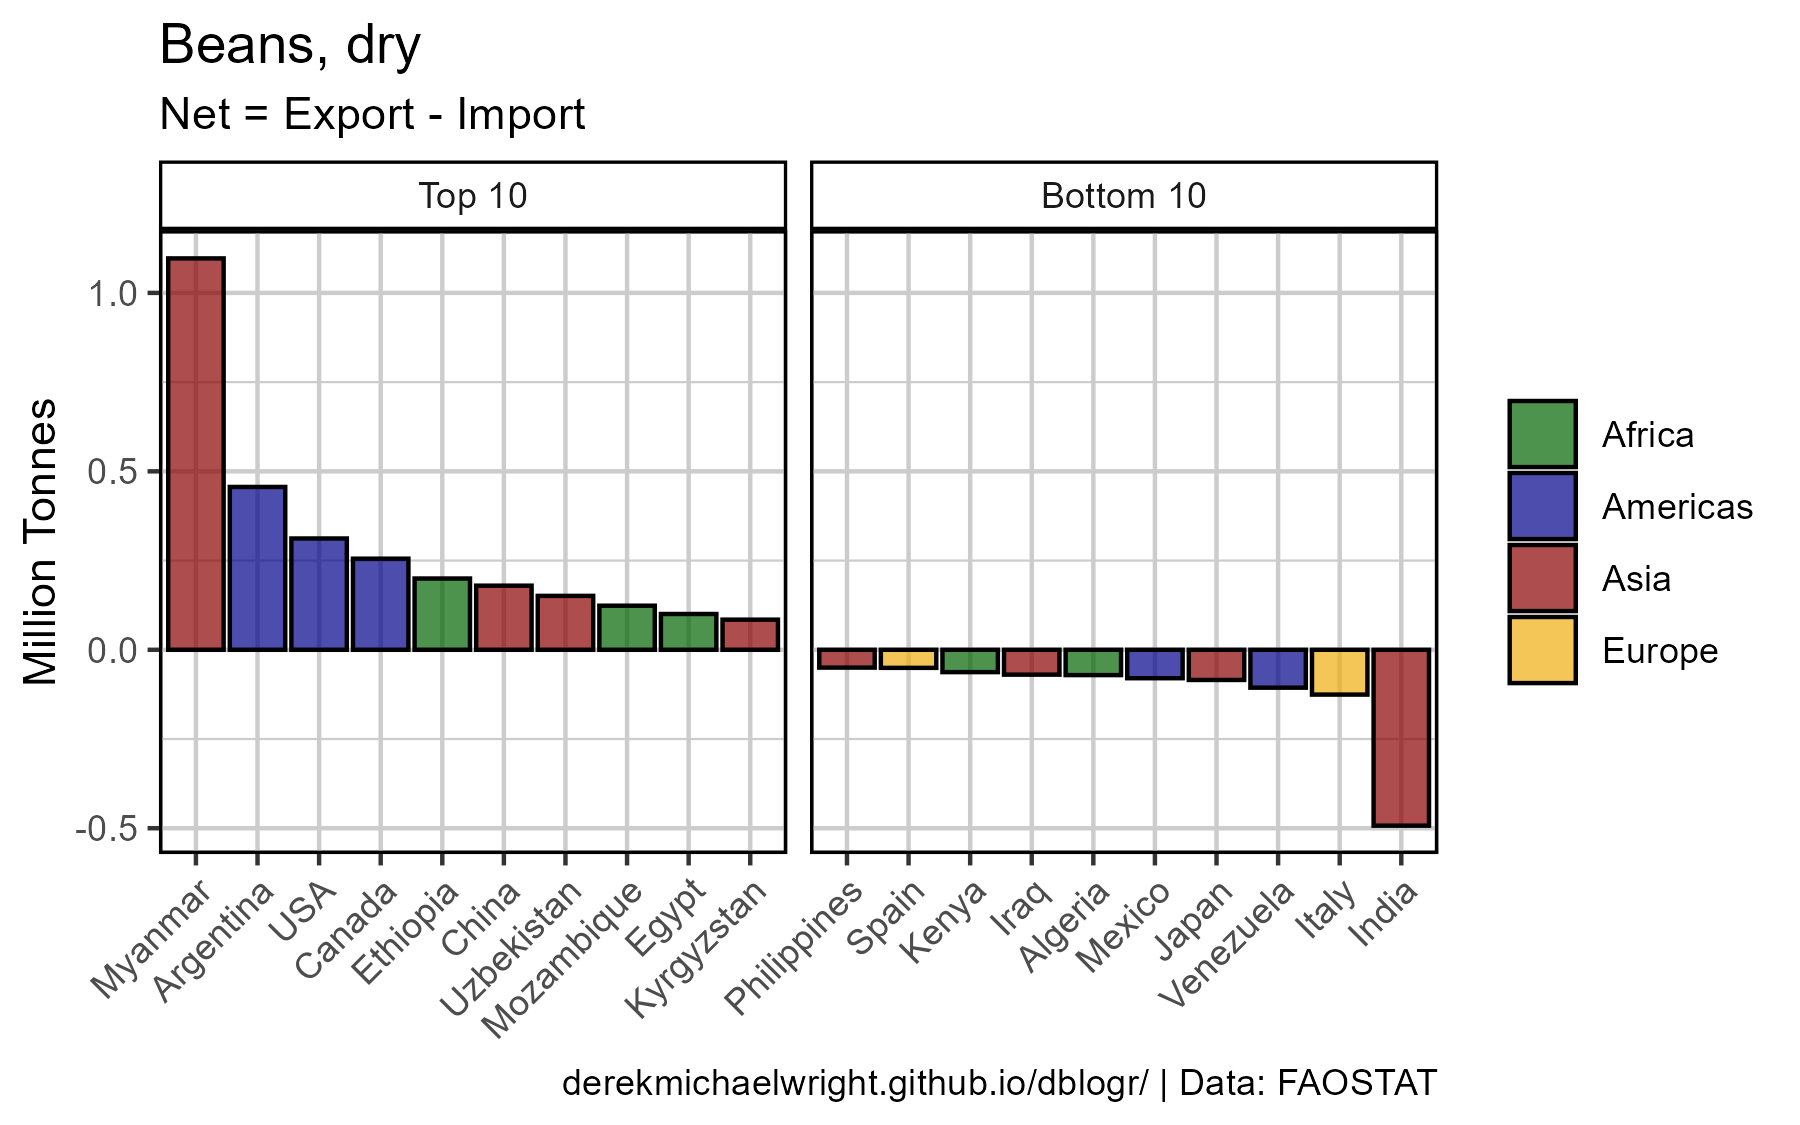 Beans, dry
Net = Export - Import
Top 10
Bottom 10
Million Tonnes
1.0
0.5
0.0
-0.5
Myanmar
Argentina
USA
Canada
Ethiopia
China
Uzbekistan
Mozambique
Egypt
Kyrgyzstan
Philippines
Spain
Kenya
Iraq
Algeria
Mexico
Japan
Venezuela
Italy
India
Africa
Americas
Asia
Europe
derekmichaelwright.github.io/dblogr/ | Data: FAOSTAT